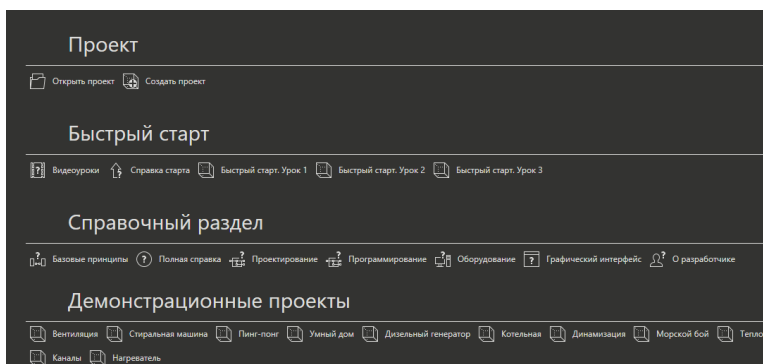 Проект
Открыть проект Создать проект
Быстрый старт
Видеоуроки Справка старта Быстрый старт. Урок 1 Быстрый старт. Урок 2 Быстрый старт. Урок 3
Справочный раздел
Базовые принципы Полная справка Проектирование Программирование Оборудование Графический интерфейс О разработчике
Демонстрационные проекты
Вентиляция Стиральная машина Пинг-понг Умный дом Дизельный генератор Котельная Динамизация Морской бой Тепло
Каналы Нагреватель